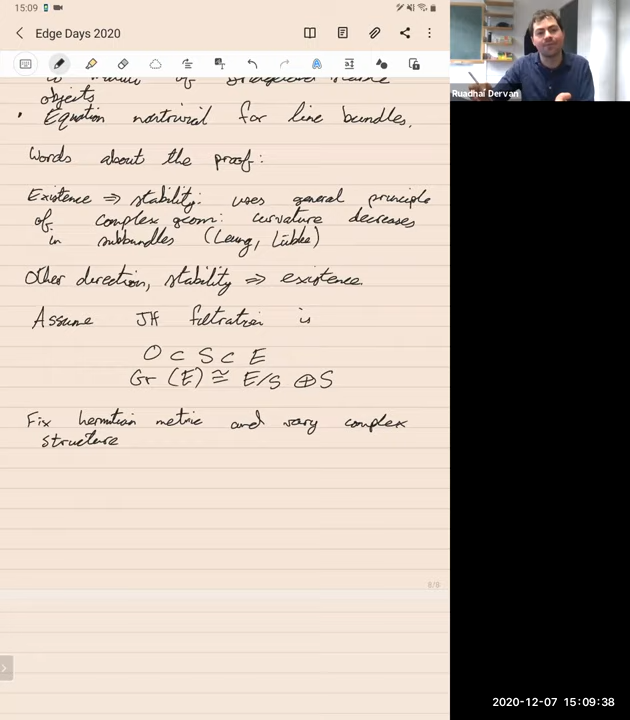 15:09
Edge Days 2020
Ruadhaí Dervan
of
objects
• Equation nontrivial for line bundles.
Words about the proof:
Existence ⇒ stability: uses general principle
of complex geom: curvature decreases
in subbundles (Leung, Lübke)
Other direction, stability ⇒ existence.
Assume JH filtration is
O ⊂ S ⊂ E
Gr (E) ≅ E/S ⊕ S
Fix hermitian metric and vary complex
structure
8/8
2020-12-07 15:09:38